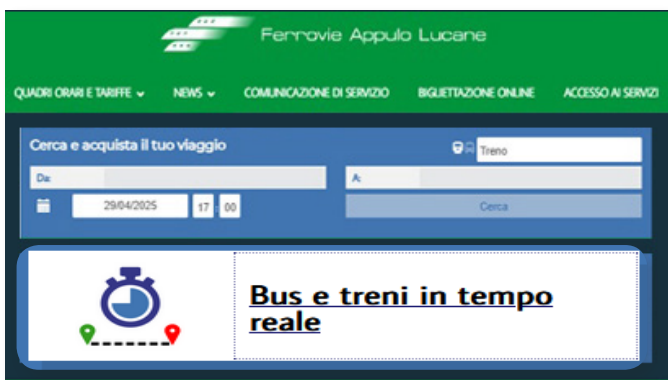 Ferrovie Appulo Lucane
QUADRI ORARI E TARIFFE NEWS COMUNICAZIONE DI SERVIZIO BIGLIETTAZIONE ONLINE ACCESSO AI SERVIZI
Cerca e acquista il tuo viaggio
Treno
Da: A:
29/04/2025 17 : 00 Cerca
Bus e treni in tempo
reale